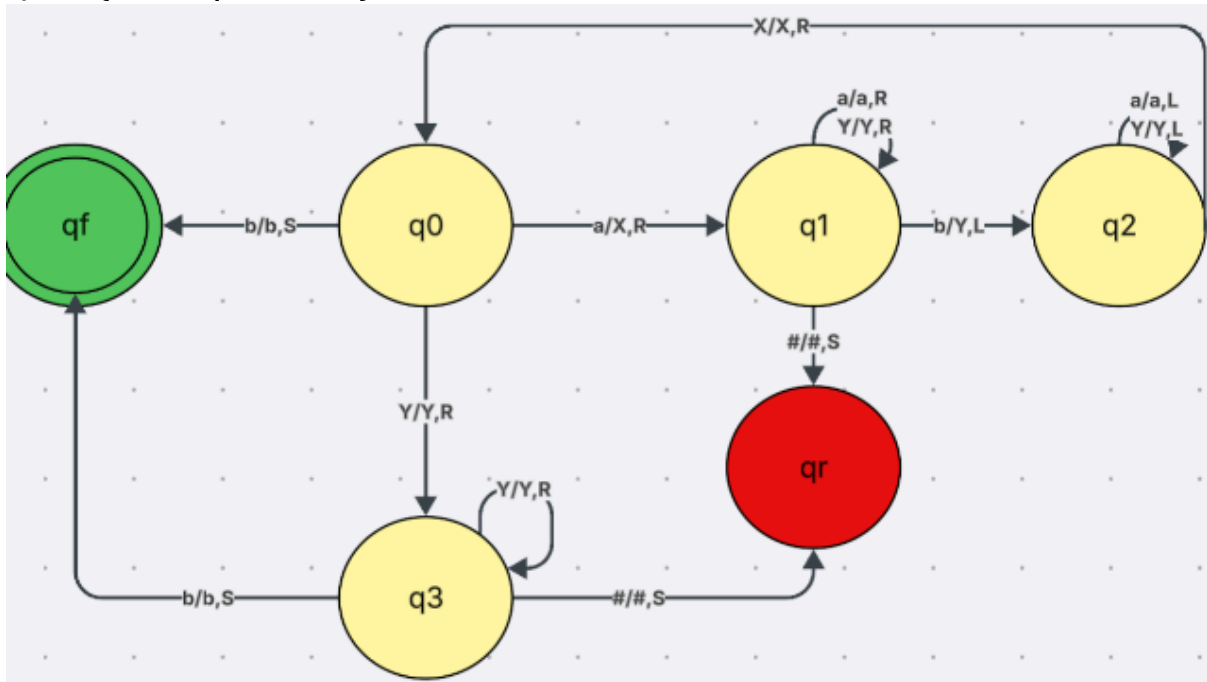 X/X,R
a/a,R
Y/Y,R
a/a,L
Y/Y,L
qf
b/b,S
q0
a/X,R
q1
b/Y,L
q2
#/#,S
Y/Y,R
qr
Y/Y,R
b/b,S
q3
#/#,S